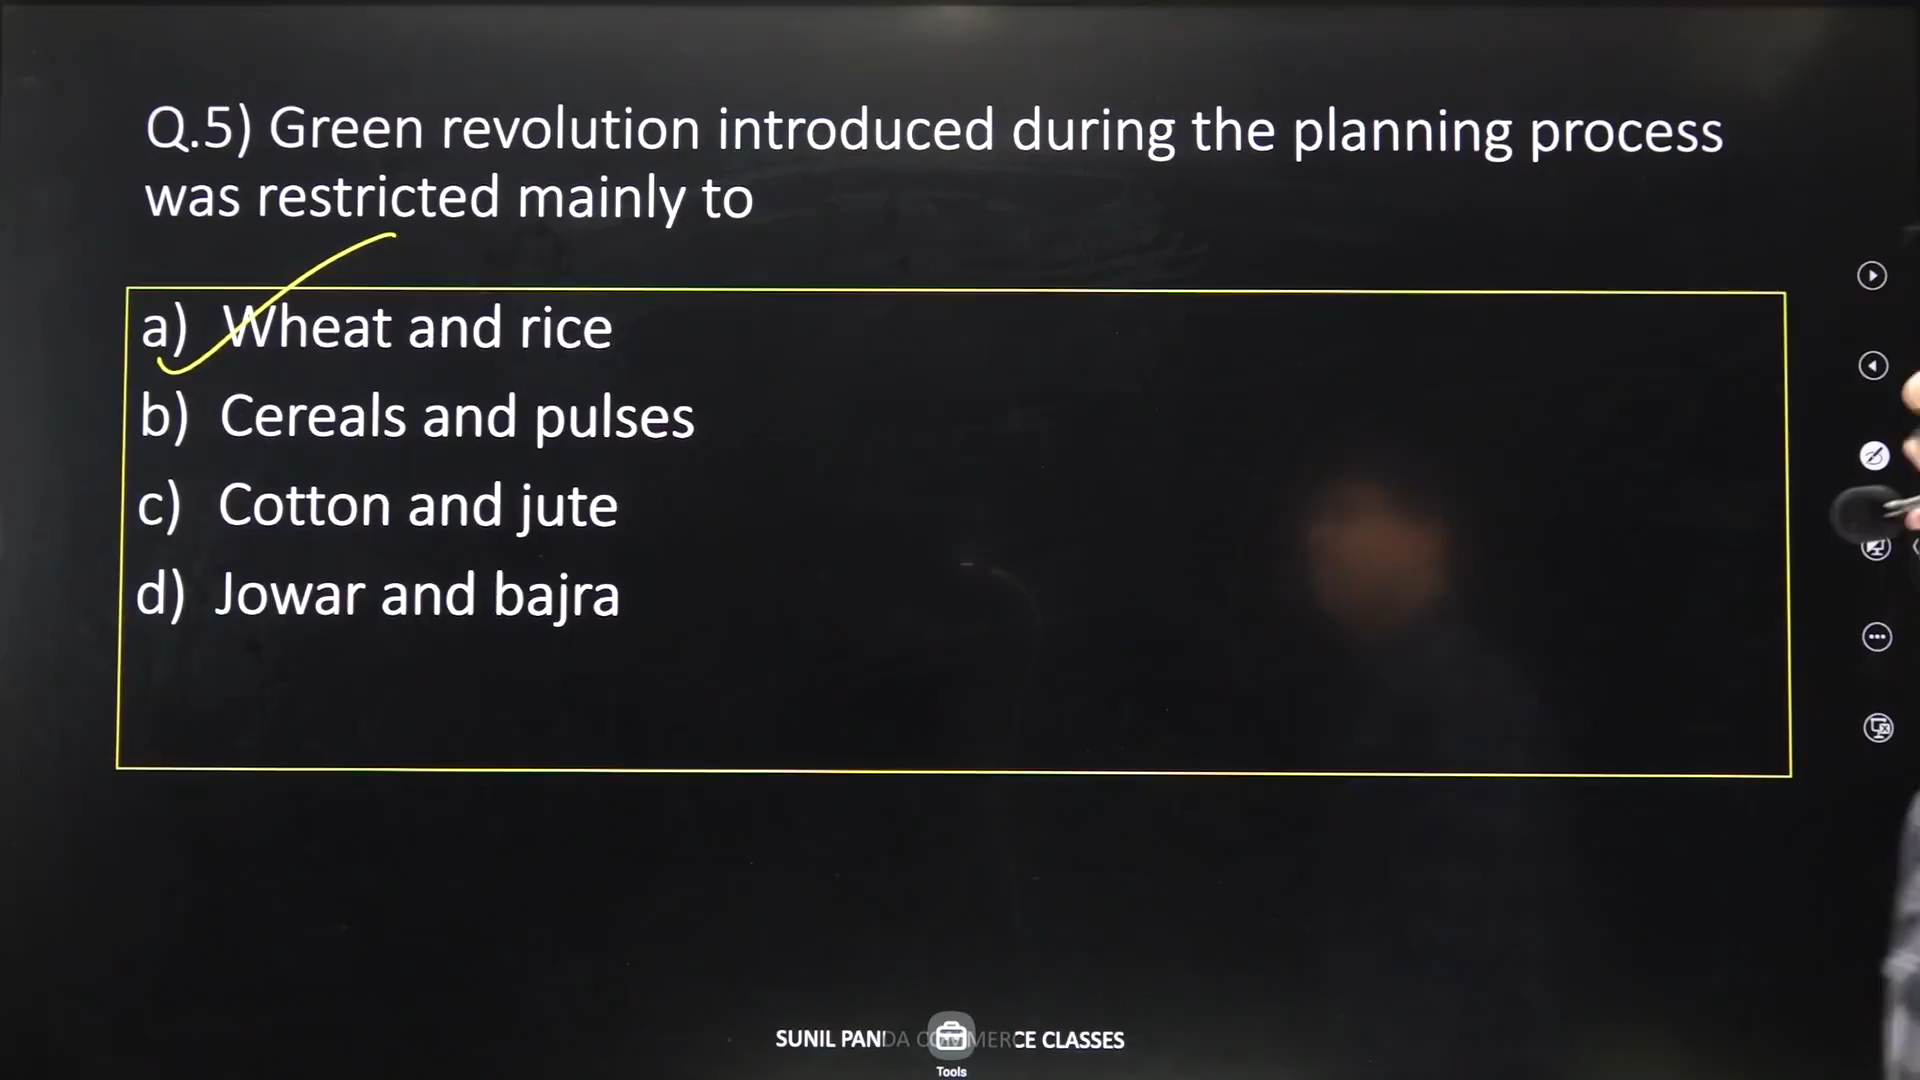 Q.5) Green revolution introduced during the planning process
was restricted mainly to
a) Wheat and rice
b) Cereals and pulses
c) Cotton and jute
d) Jowar and bajra
SUNIL PANDA COMMERCE CLASSES
Tools